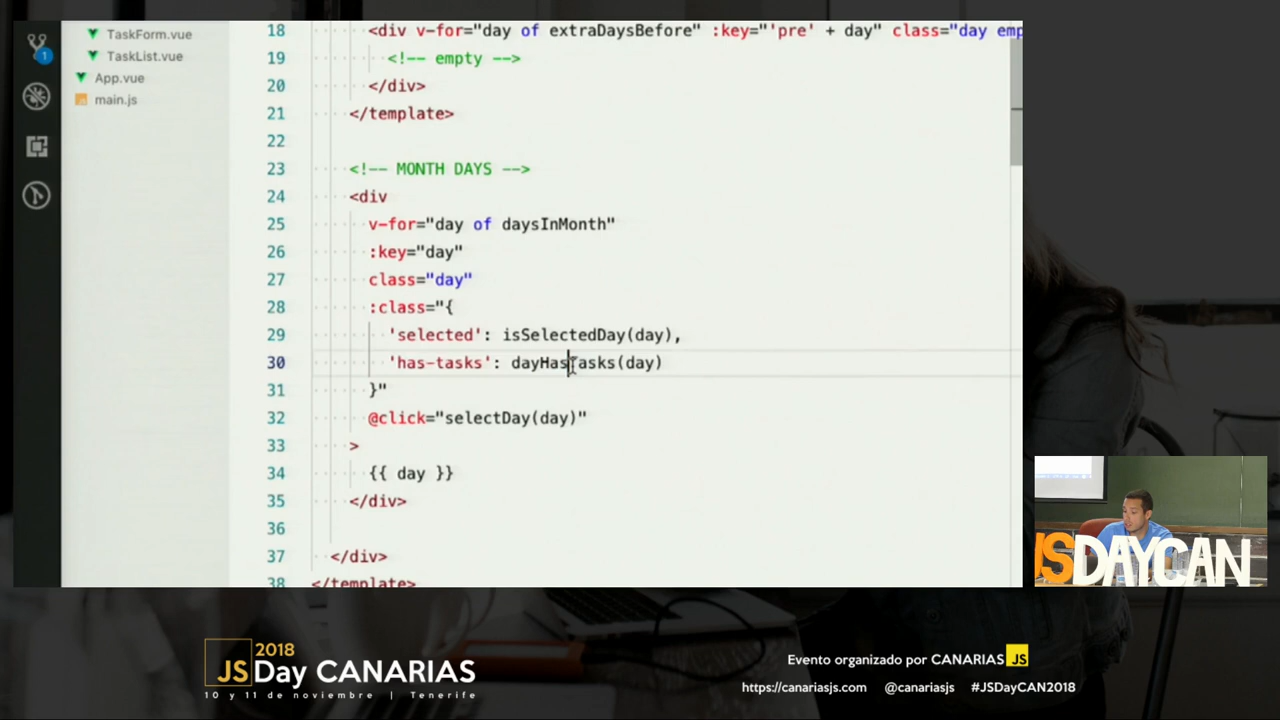 TaskForm.vue
TaskList.vue
App.vue
main.js
1
18 <div v-for="day of extraDaysBefore" :key="'pre' + day" class="day emp
19 <!-- empty -->
20 </div>
21 </template>
22
23 <!-- MONTH DAYS -->
24 <div
25 v-for="day of daysInMonth"
26 :key="day"
27 class="day"
28 :class="{
29 'selected': isSelectedDay(day),
30 'has-tasks': dayHasTasks(day)
31 }"
32 @click="selectDay(day)"
33 >
34 {{ day }}
35 </div>
36
37 </div>
38 </template>
JSDAYCAN
2018
JSDay CANARIAS
10 y 11 de noviembre | Tenerife
Evento organizado por CANARIAS JS
https://canariasjs.com @canariasjs #JSDayCAN2018